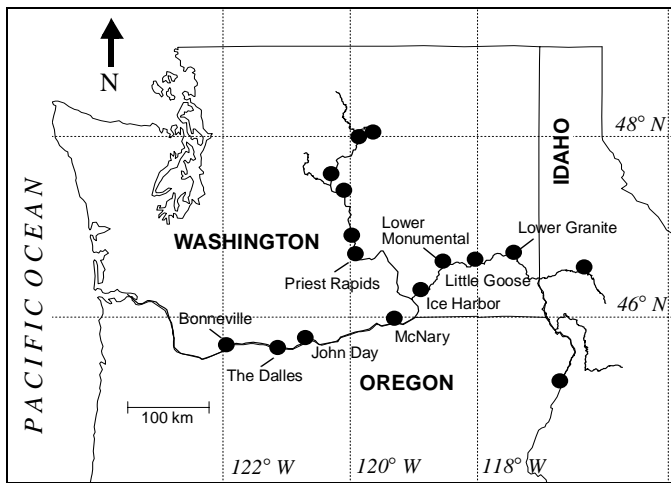 N
48° N
IDAHO
PACIFIC OCEAN
WASHINGTON
Lower
Monumental
Lower Granite
Priest Rapids
Little Goose
Ice Harbor
46° N
Bonneville
McNary
John Day
The Dalles
OREGON
100 km
122° W
120° W
118° W